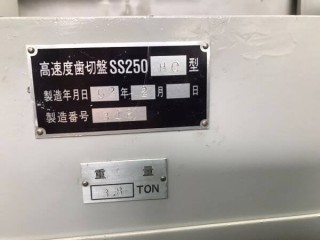 高速度歯切盤 SS250 型
製造年月日 年 月 日
製造番号
重 量
TON